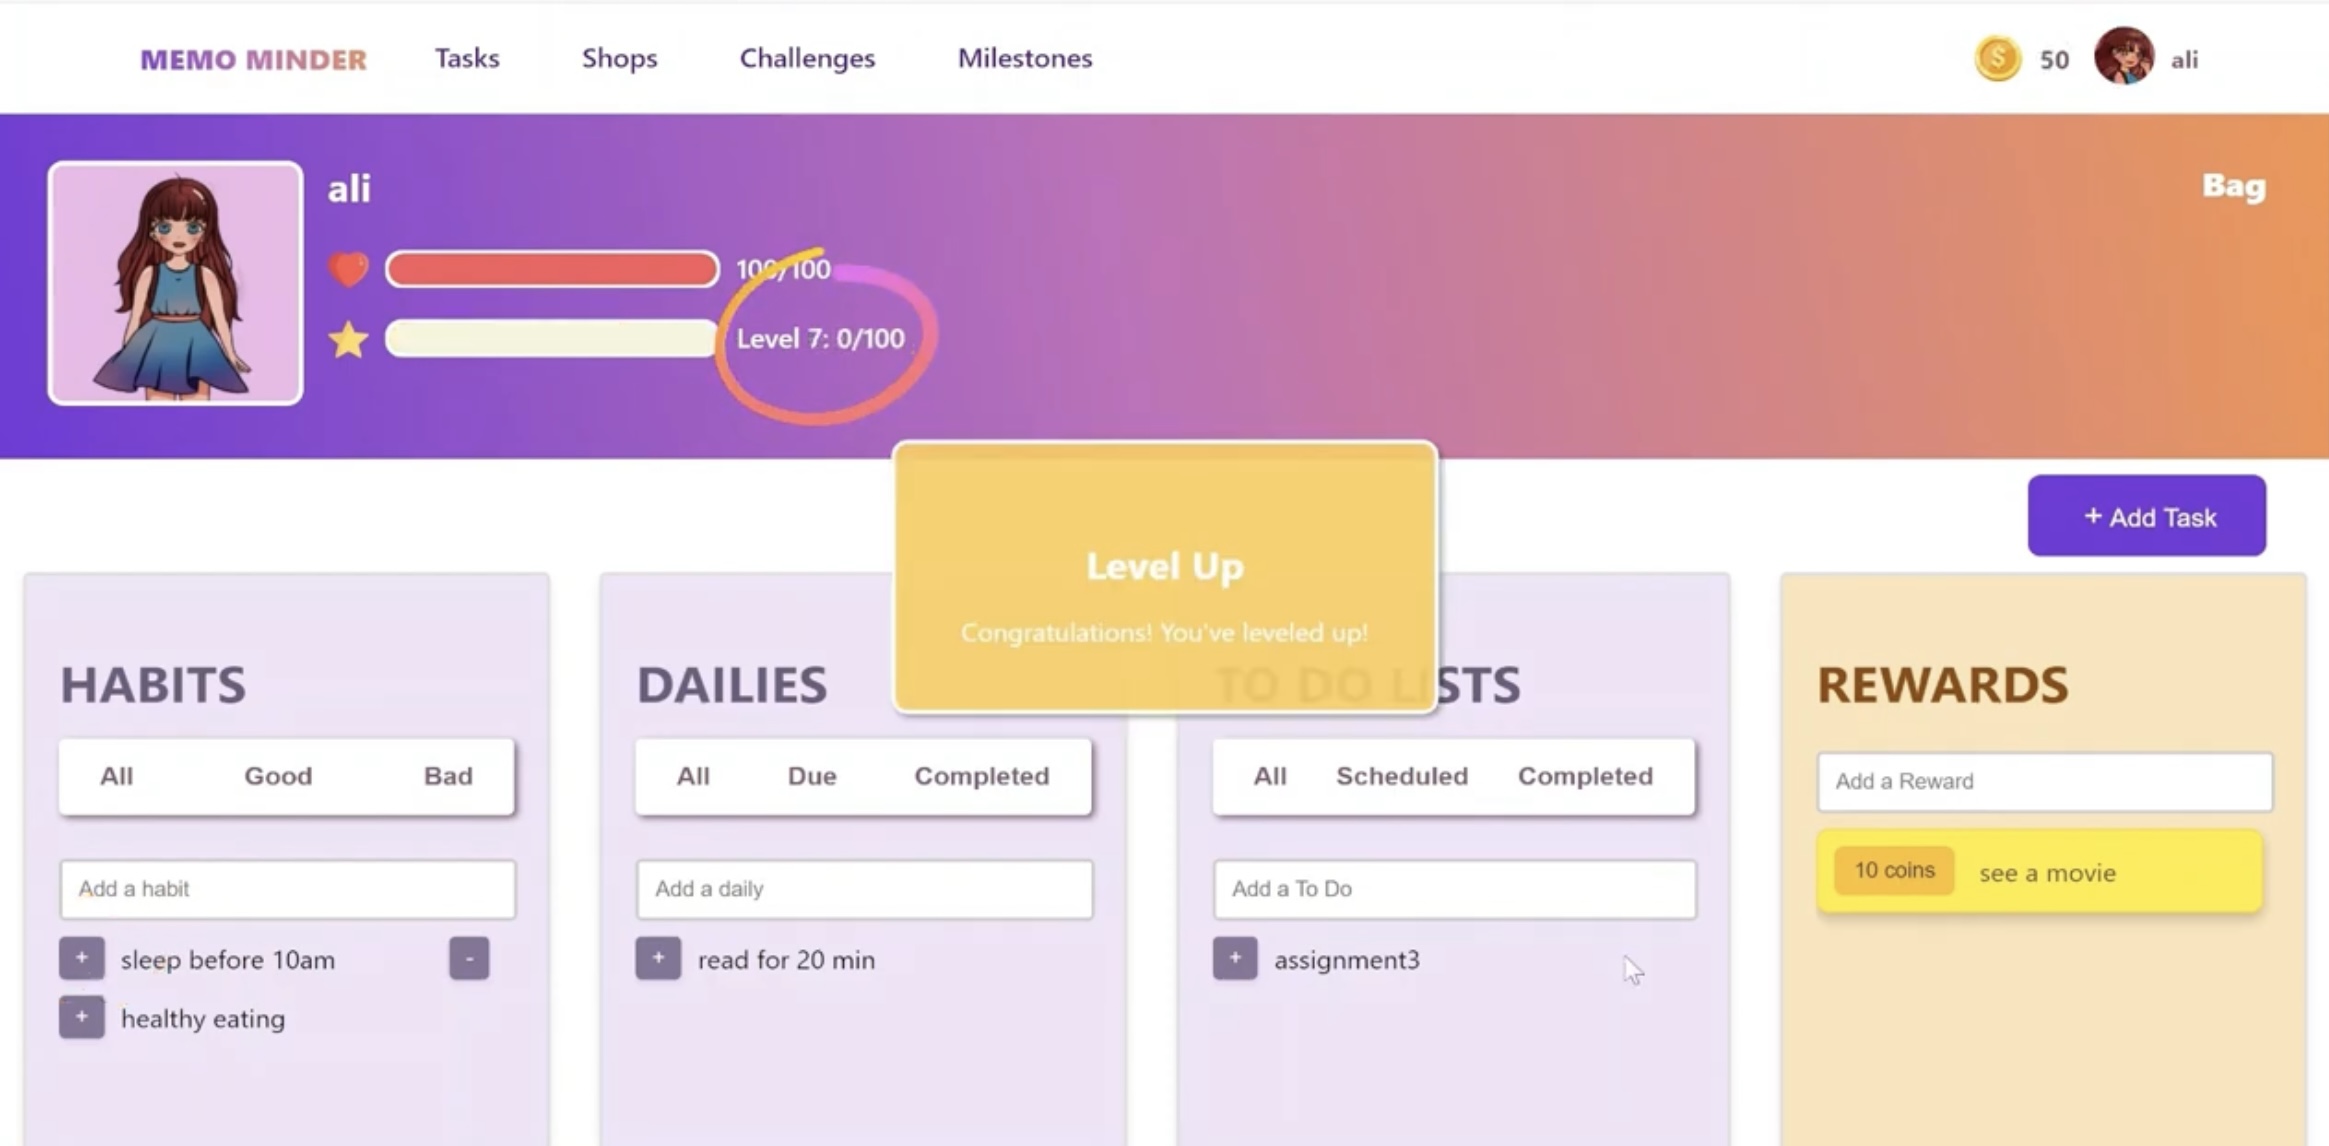 MEMO MINDER
Tasks
Shops
Challenges
Milestones
50
ali
ali
Bag
100/100
Level 7: 0/100
+ Add Task
Level Up
Congratulations! You've leveled up!
HABITS
All Good Bad
Add a habit
+ sleep before 10am -
+ healthy eating
DAILIES
All Due Completed
Add a daily
+ read for 20 min
TO DO LISTS
All Scheduled Completed
Add a To Do
+ assignment3
REWARDS
Add a Reward
10 coins see a movie